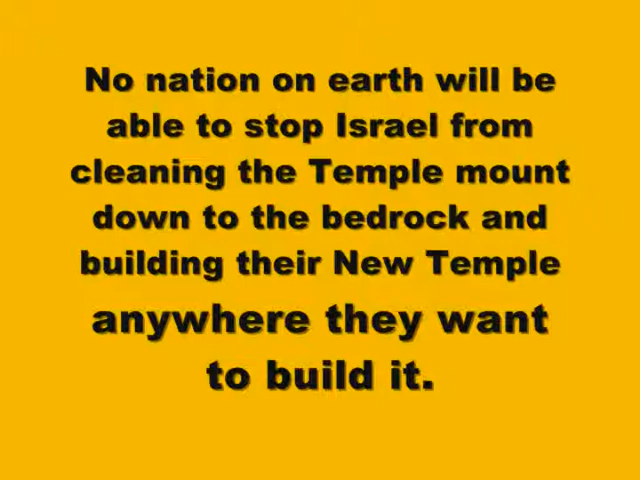 No nation on earth will be
able to stop Israel from
cleaning the Temple mount
down to the bedrock and
building their New Temple
anywhere they want
to build it.